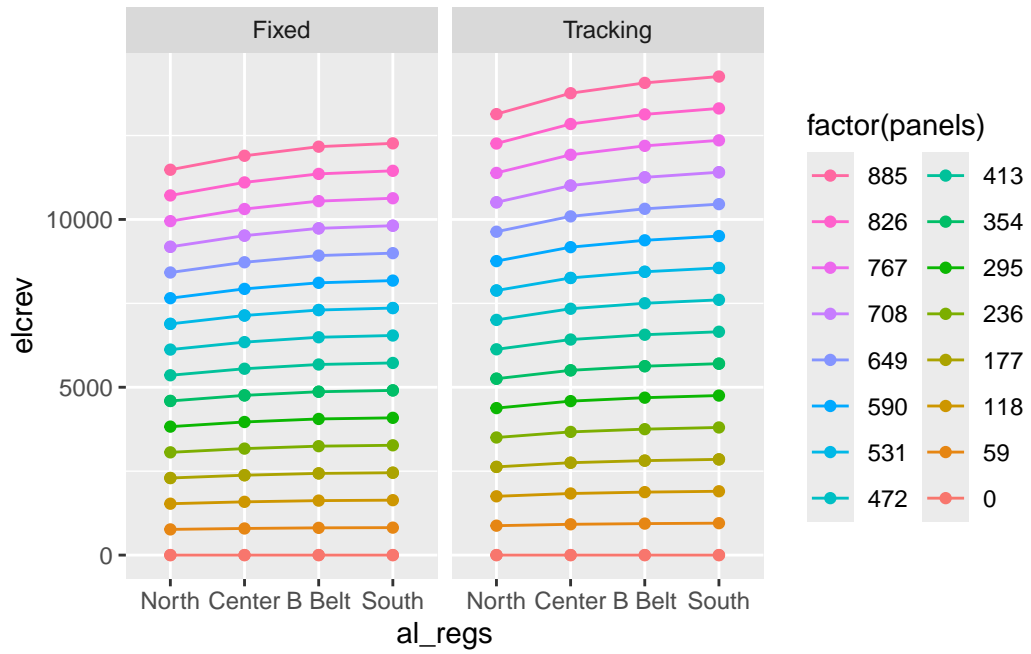 Fixed Tracking
factor(panels)
885 413
826 354
767 295
708 236
649 177
590 118
531 59
472 0
elcrev
10000
5000
0
North Center B Belt South North Center B Belt South
al_regs